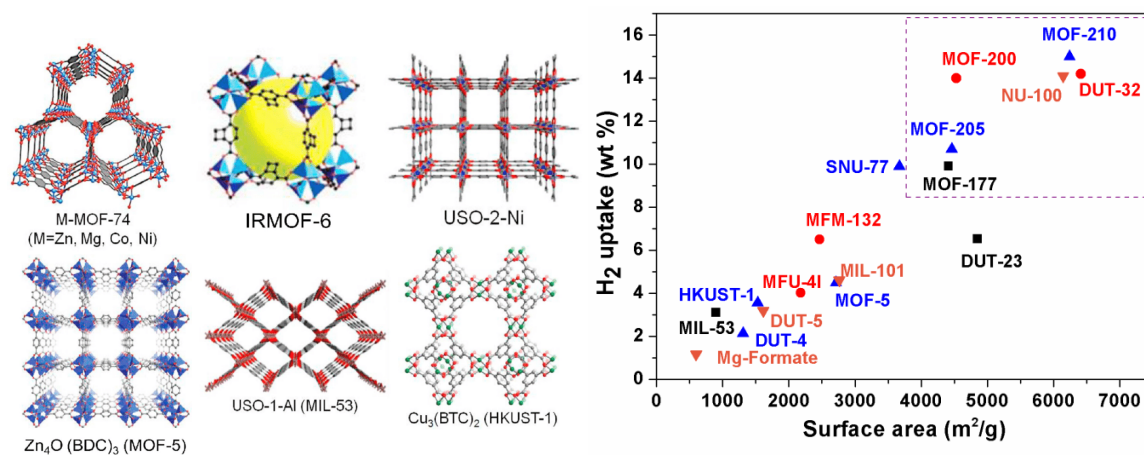 M-MOF-74
(M=Zn, Mg, Co, Ni)
IRMOF-6
USO-2-Ni
Zn₄O (BDC)₃ (MOF-5)
USO-1-Al (MIL-53)
Cu₃(BTC)₂ (HKUST-1)
H₂ uptake (wt %)
16
14
12
10
8
6
4
2
0
MOF-210
MOF-200
NU-100
DUT-32
MOF-205
SNU-77
MOF-177
MFM-132
DUT-23
MIL-101
MFU-4l
MOF-5
HKUST-1
DUT-5
MIL-53
DUT-4
Mg-Formate
0 1000 2000 3000 4000 5000 6000 7000
Surface area (m²/g)